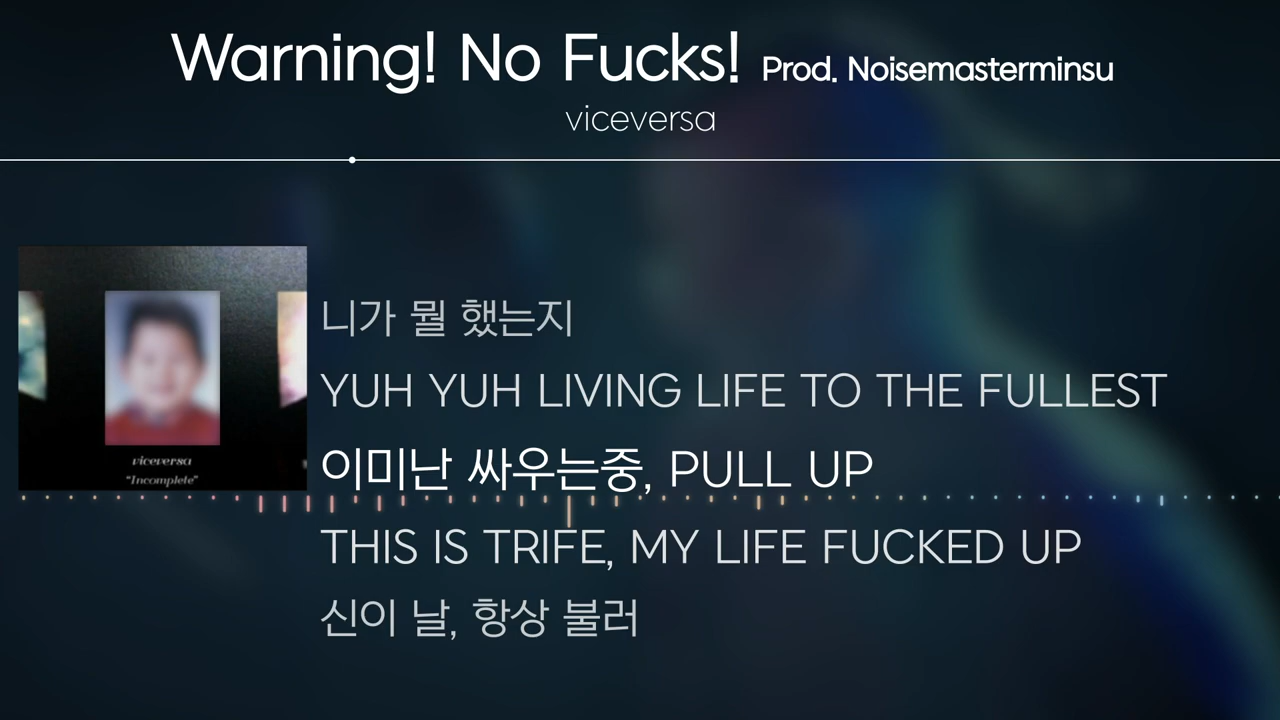 Warning! No Fucks! Prod. Noisemasterminsu
viceversa
니가 뭘 했는지
YUH YUH LIVING LIFE TO THE FULLEST
이미난 싸우는중, PULL UP
THIS IS TRIFE, MY LIFE FUCKED UP
신이 날, 항상 불러
viceversa
"Incomplete"